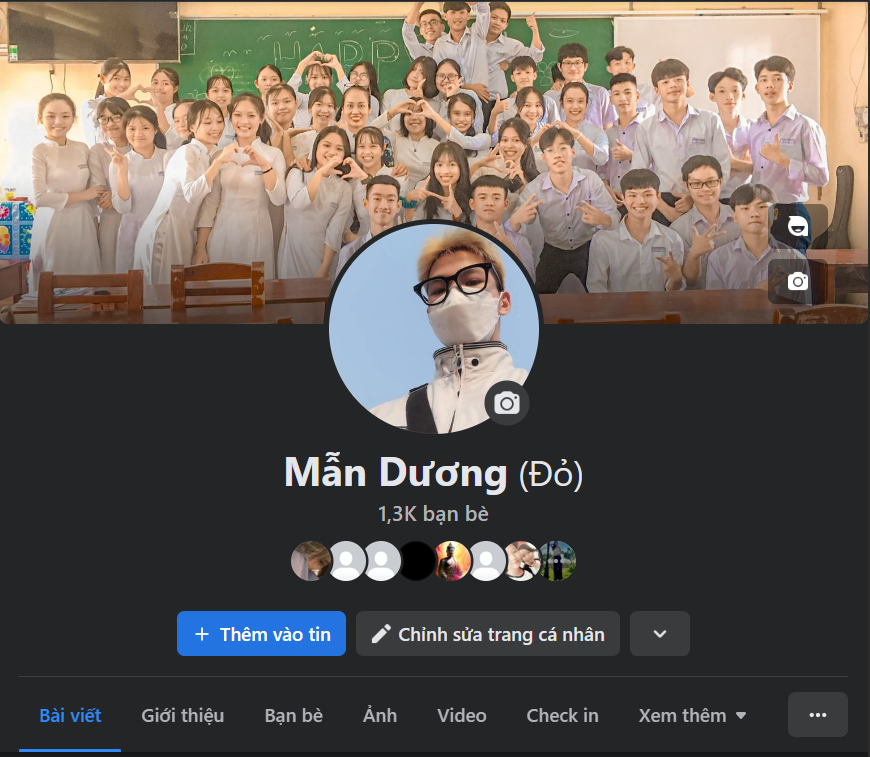 HAPP
Mẫn Dương (Đỏ)
1,3K bạn bè
Thêm vào tin
Chỉnh sửa trang cá nhân
Bài viết Giới thiệu Bạn bè Ảnh Video Check in Xem thêm